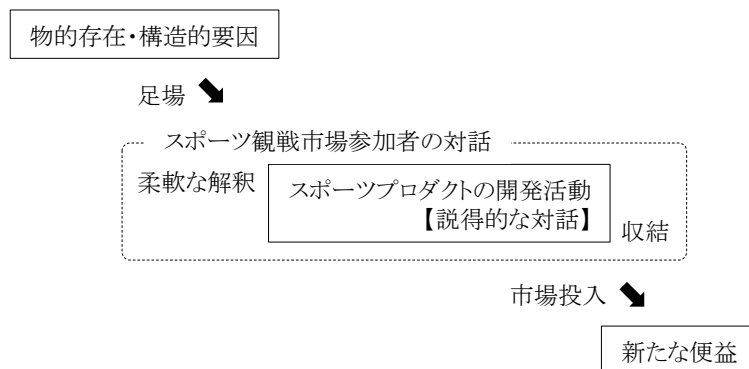 物的存在・構造的要因
足場
スポーツ観戦市場参加者の対話
柔軟な解釈
スポーツプロダクトの開発活動
【説得的な対話】
収結
市場投入
新たな便益